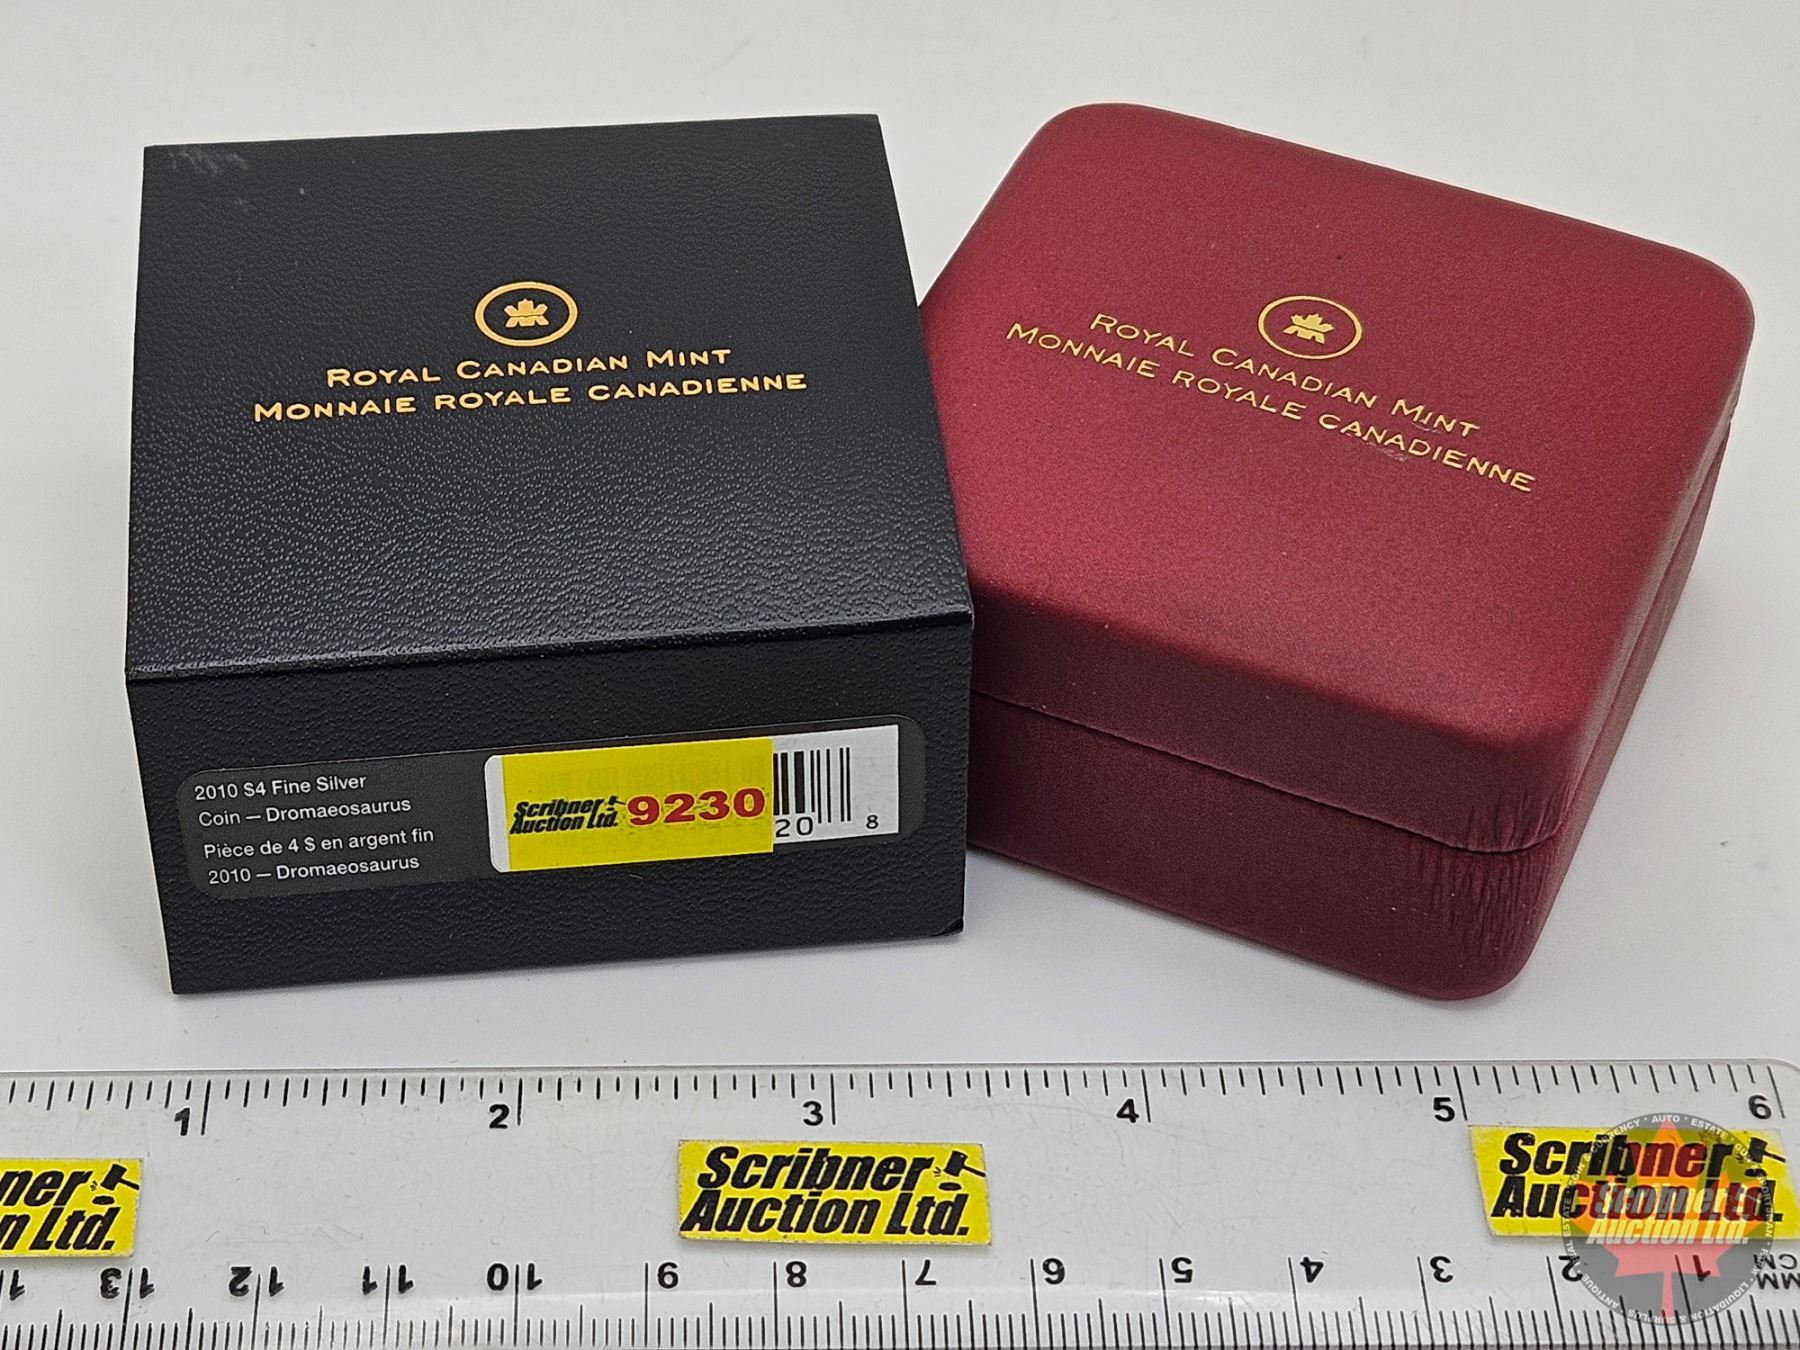 ROYAL CANADIAN MINT
MONNAIE ROYALE CANADIENNE
ROYAL CANADIAN MINT
MONNAIE ROYALE CANADIENNE
2010 $4 Fine Silver
Coin — Dromaeosaurus
Pièce de 4 $ en argent fin
2010 — Dromaeosaurus
Scribner
Auction Ltd.
9230
20 8
1 2 3 4 5 6
ner
n Ltd.
Scribner
Auction Ltd.
Scribner
Auction Ltd.
13 12 11 10 9 8 7 6 5 4 3 2 1
MM
CM